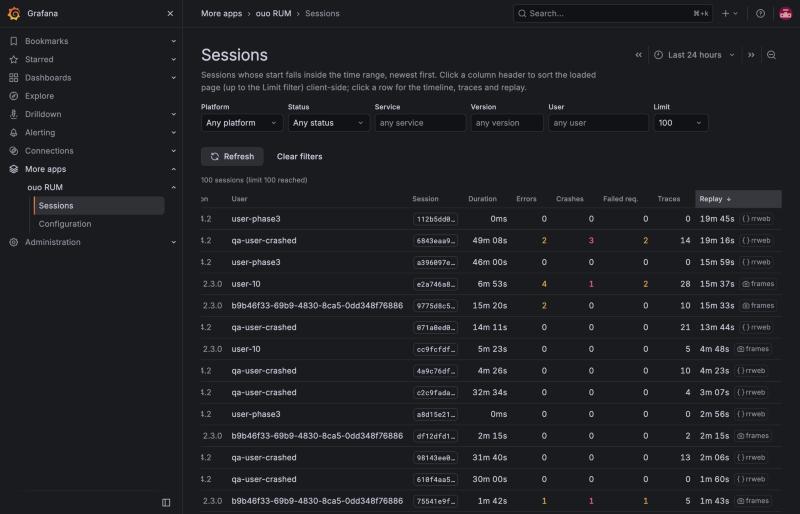 Grafana
More apps › ouo RUM › Sessions
Search...
⌘+k
Bookmarks
Starred
Dashboards
Explore
Drilldown
Alerting
Connections
More apps
ouo RUM
Sessions
Configuration
Administration
Sessions
Last 24 hours
Sessions whose start falls inside the time range, newest first. Click a column header to sort the loaded
page (up to the Limit filter) client-side; click a row for the timeline, traces and replay.
Platform Status Service Version User Limit
Any platform Any status any service any version any user 100
Refresh Clear filters
100 sessions (limit 100 reached)
on User Session Duration Errors Crashes Failed req. Traces Replay ↓
4.2 user-phase3 112b5dd0… 0ms 0 0 0 0 19m 45s {} rrweb
4.2 qa-user-crashed 6843eaa9… 49m 08s 2 3 2 14 19m 16s {} rrweb
4.2 user-phase3 a396097e… 46m 00s 0 0 0 0 15m 59s {} rrweb
2.3.0 user-10 e2a746a8… 6m 53s 4 1 2 28 15m 37s frames
2.3.0 b9b46f33-69b9-4830-8ca5-0dd348f76886 9775d8c5… 15m 20s 2 0 0 10 15m 33s frames
4.2 qa-user-crashed 071a0ed0… 14m 11s 0 0 0 21 13m 44s {} rrweb
2.3.0 user-10 cc9fcfdf… 5m 23s 0 0 0 5 4m 48s frames
4.2 qa-user-crashed 4a9c76df… 4m 26s 0 0 0 10 4m 23s {} rrweb
4.2 qa-user-crashed c2c9fada… 32m 34s 0 0 0 4 3m 07s {} rrweb
4.2 user-phase3 a8d15e21… 0ms 0 0 0 0 2m 56s {} rrweb
2.3.0 b9b46f33-69b9-4830-8ca5-0dd348f76886 df12dfd1… 2m 15s 0 0 0 2 2m 15s frames
4.2 qa-user-crashed 98143ee0… 31m 40s 0 0 0 13 2m 06s {} rrweb
4.2 qa-user-crashed 610f4aa5… 30m 00s 0 0 0 0 1m 60s {} rrweb
2.3.0 b9b46f33-69b9-4830-8ca5-0dd348f76886 75541e9f… 1m 42s 1 1 1 5 1m 43s frames